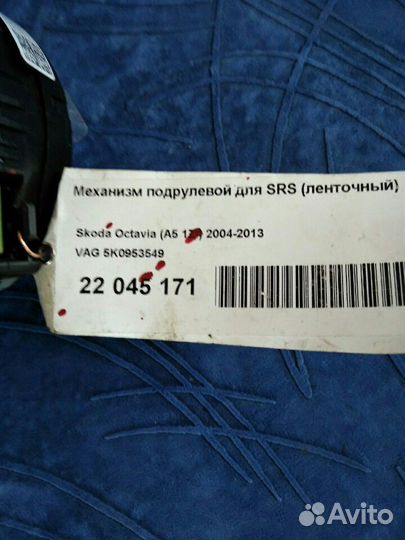 Механизм подрулевой для SRS (ленточный)
Skoda Octavia (A5 1 2004-2013
VAG 5K0953549
22 045 171
Avito